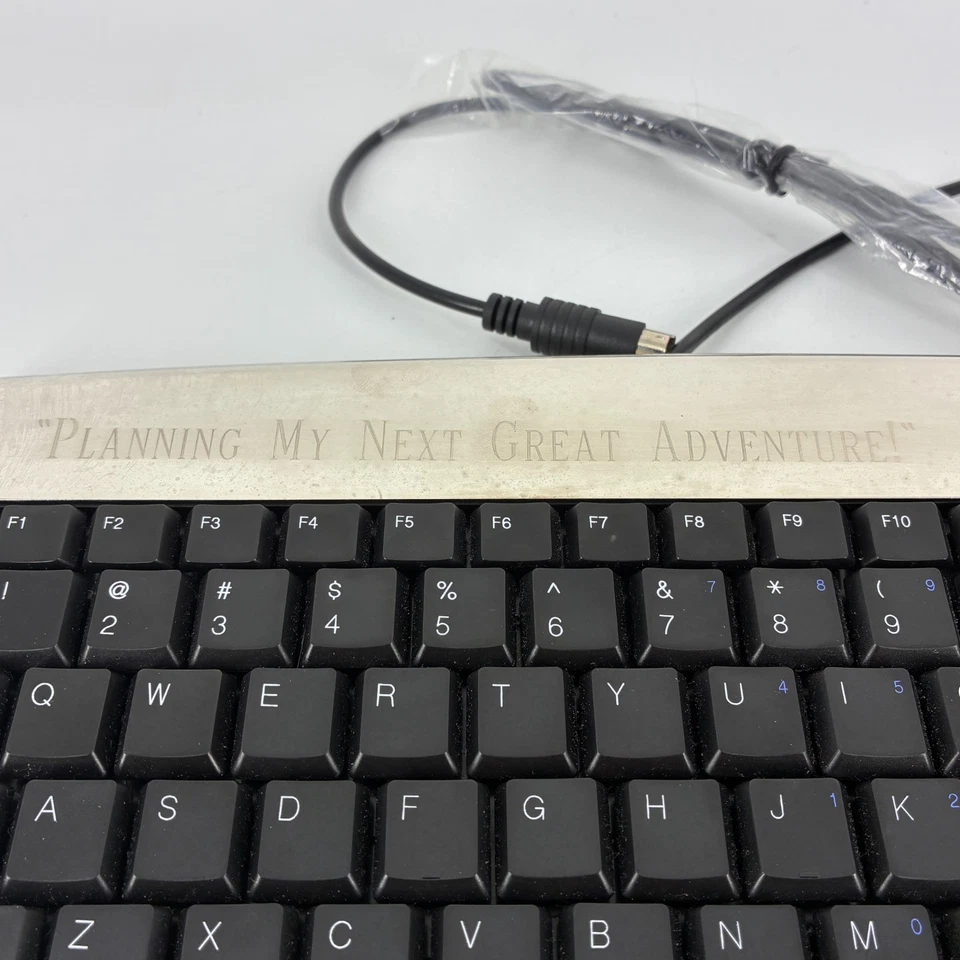 "Planning My Next Great Adventure!"
F1 F2 F3 F4 F5 F6 F7 F8 F9 F10
! @ # $ % ^ & 7 * 8 ( 9
2 3 4 5 6 7 8 9
Q W E R T Y U 4 I 5
A S D F G H J 1 K 2
Z X C V B N M 0